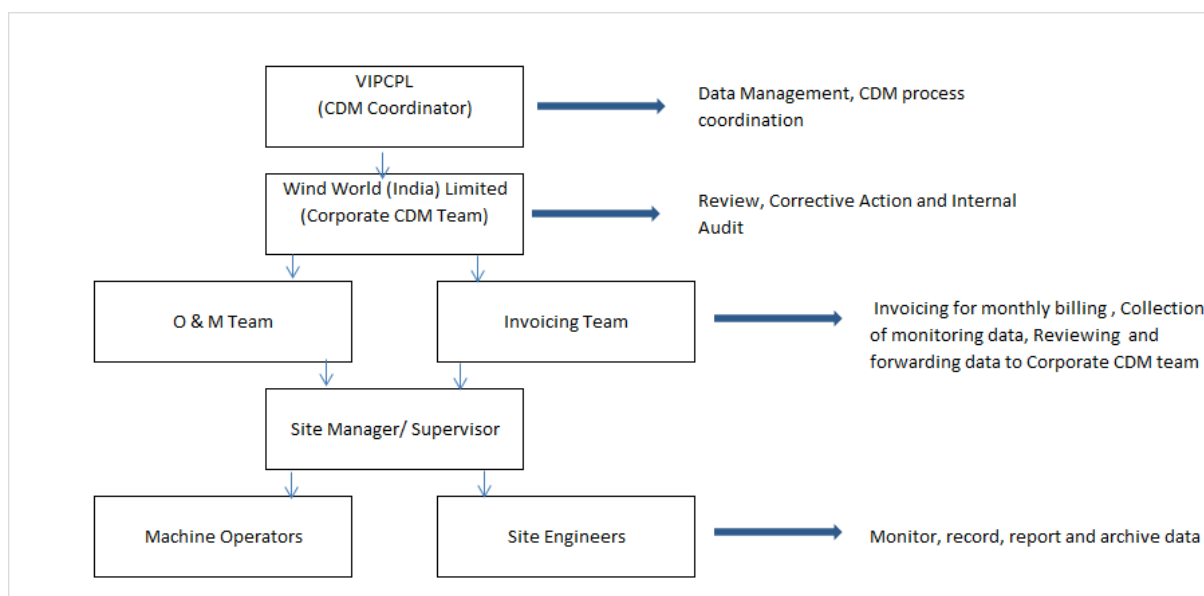 VIPCPL
(CDM Coordinator)
Data Management, CDM process
coordination
Wind World (India) Limited
(Corporate CDM Team)
Review, Corrective Action and Internal
Audit
O & M Team
Invoicing Team
Invoicing for monthly billing , Collection
of monitoring data, Reviewing and
forwarding data to Corporate CDM team
Site Manager/ Supervisor
Machine Operators
Site Engineers
Monitor, record, report and archive data